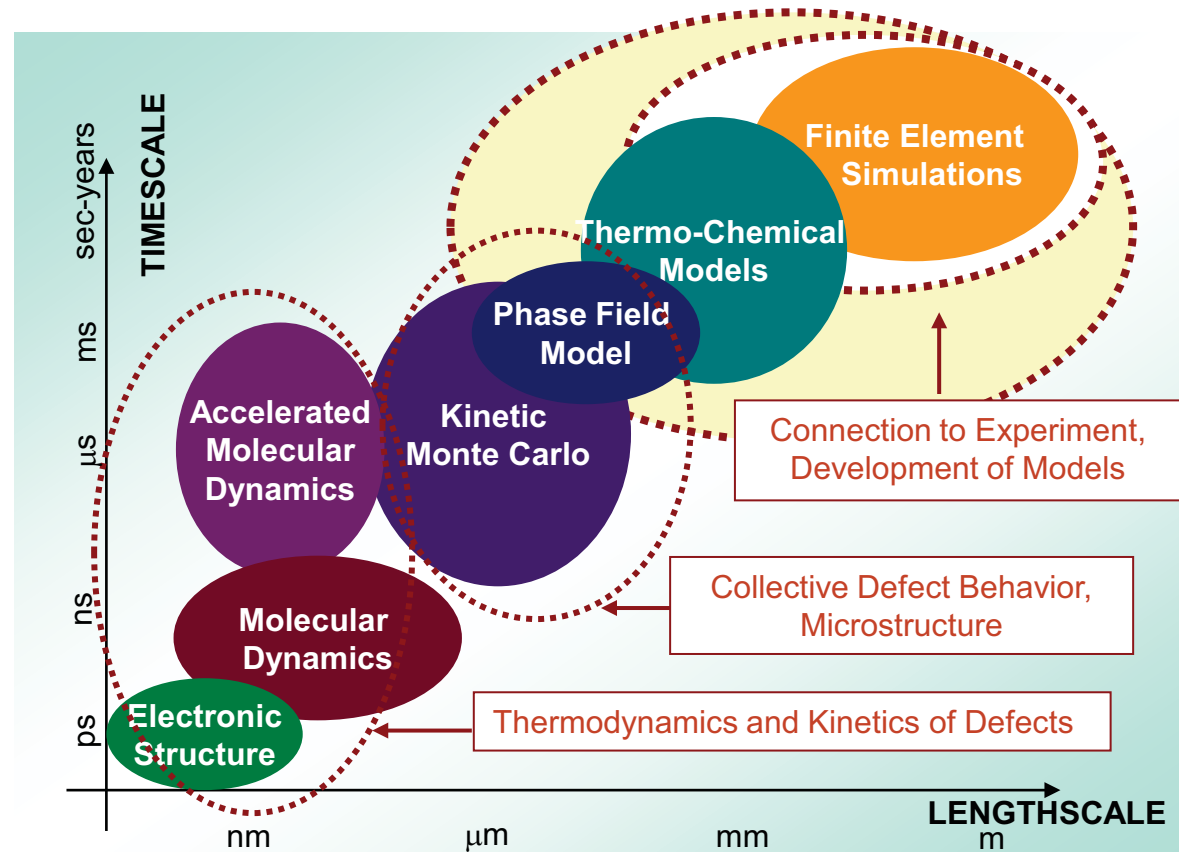 TIMESCALE
sec-years
ms
μs
ns
ps
Finite Element
Simulations
Thermo-Chemical
Models
Phase Field
Model
Accelerated
Molecular
Dynamics
Kinetic
Monte Carlo
Molecular
Dynamics
Electronic
Structure
Connection to Experiment,
Development of Models
Collective Defect Behavior,
Microstructure
Thermodynamics and Kinetics of Defects
LENGTHSCALE
nm
μm
mm
m